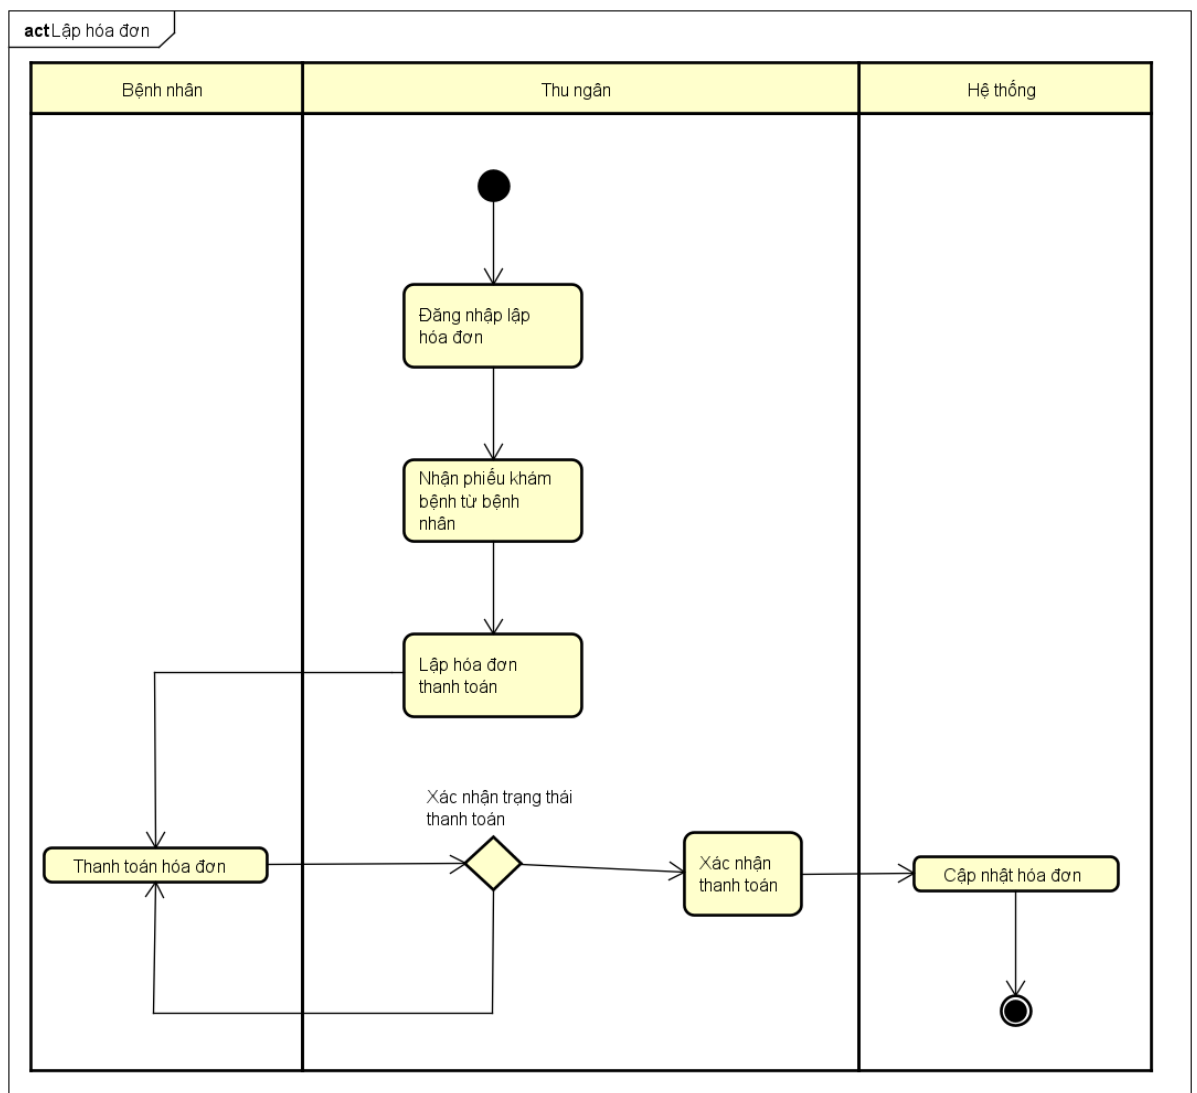 act Lập hóa đơn
Bệnh nhân
Thu ngân
Hệ thống
Đăng nhập lập
hóa đơn
Nhận phiếu khám
bệnh từ bệnh
nhân
Lập hóa đơn
thanh toán
Xác nhận trạng thái
thanh toán
Thanh toán hóa đơn
Xác nhận
thanh toán
Cập nhật hóa đơn